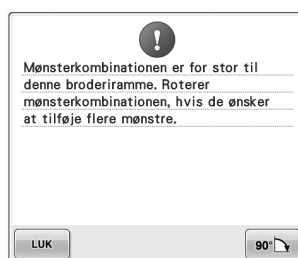 Mønsterkombinationen er for stor til
denne broderiramme. Roterer
mønsterkombinationen, hvis de ønsker
at tilføje flere mønstre.
LUK 90°